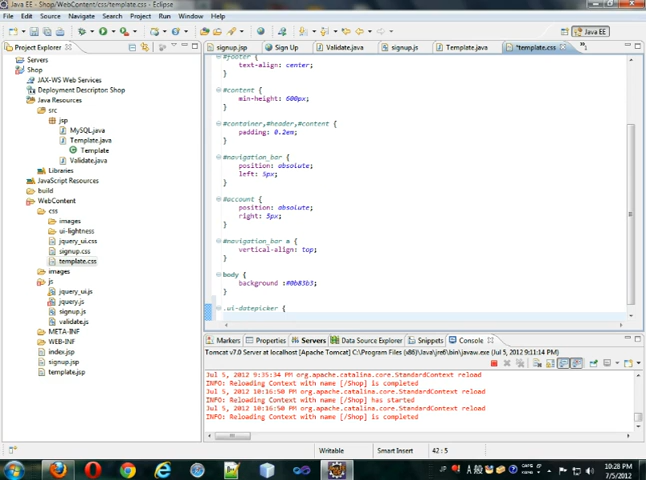 Java EE - Shop/WebContent/css/template.css - Eclipse
File Edit Source Navigate Search Project Run Window Help
Java EE
Project Explorer
signup.jsp Sign Up Validate.java signup.js Template.java *template.css
Servers
Shop
JAX-WS Web Services
Deployment Descriptor: Shop
Java Resources
src
jsp
MySQL.java
Template.java
Template
Validate.java
Libraries
JavaScript Resources
build
WebContent
css
images
ui-lightness
jquery_ui.css
signup.css
template.css
images
js
jquery_ui.js
jquery.js
signup.js
validate.js
META-INF
WEB-INF
index.jsp
signup.jsp
template.jsp
#footer {
text-align: center;
}
#content {
min-height: 600px;
}
#container,#header,#content {
padding: 0.2em;
}
#navigation_bar {
position: absolute;
left: 5px;
}
#account {
position: absolute;
right: 5px;
}
#navigation_bar a {
vertical-align: top;
}
body {
background :#0b83b3;
}
.ui-datepicker {
Markers Properties Servers Data Source Explorer Snippets Console
Tomcat v7.0 Server at localhost [Apache Tomcat] C:\Program Files (x86)\Java\jre6\bin\javaw.exe (Jul 5, 2012 9:11:14 PM)
Jul 5, 2012 9:35:34 PM org.apache.catalina.core.StandardContext reload
INFO: Reloading Context with name [/Shop] is completed
Jul 5, 2012 10:16:50 PM org.apache.catalina.core.StandardContext reload
INFO: Reloading Context with name [/Shop] has started
Jul 5, 2012 10:16:50 PM org.apache.catalina.core.StandardContext reload
INFO: Reloading Context with name [/Shop] is completed
Writable Smart Insert 42 : 5
JP A 般
10:28 PM
7/5/2012